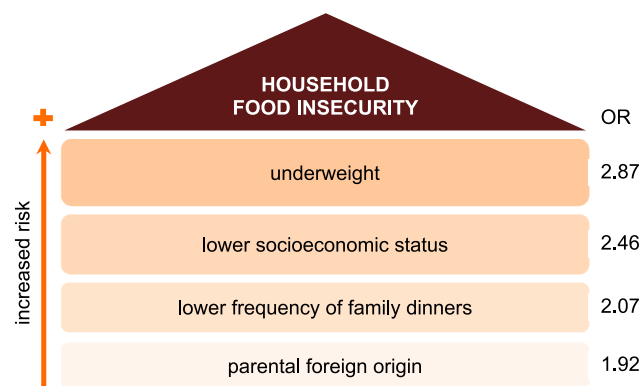 HOUSEHOLD
FOOD INSECURITY
+
OR
underweight
2.87
lower socioeconomic status
2.46
lower frequency of family dinners
2.07
parental foreign origin
1.92
increased risk